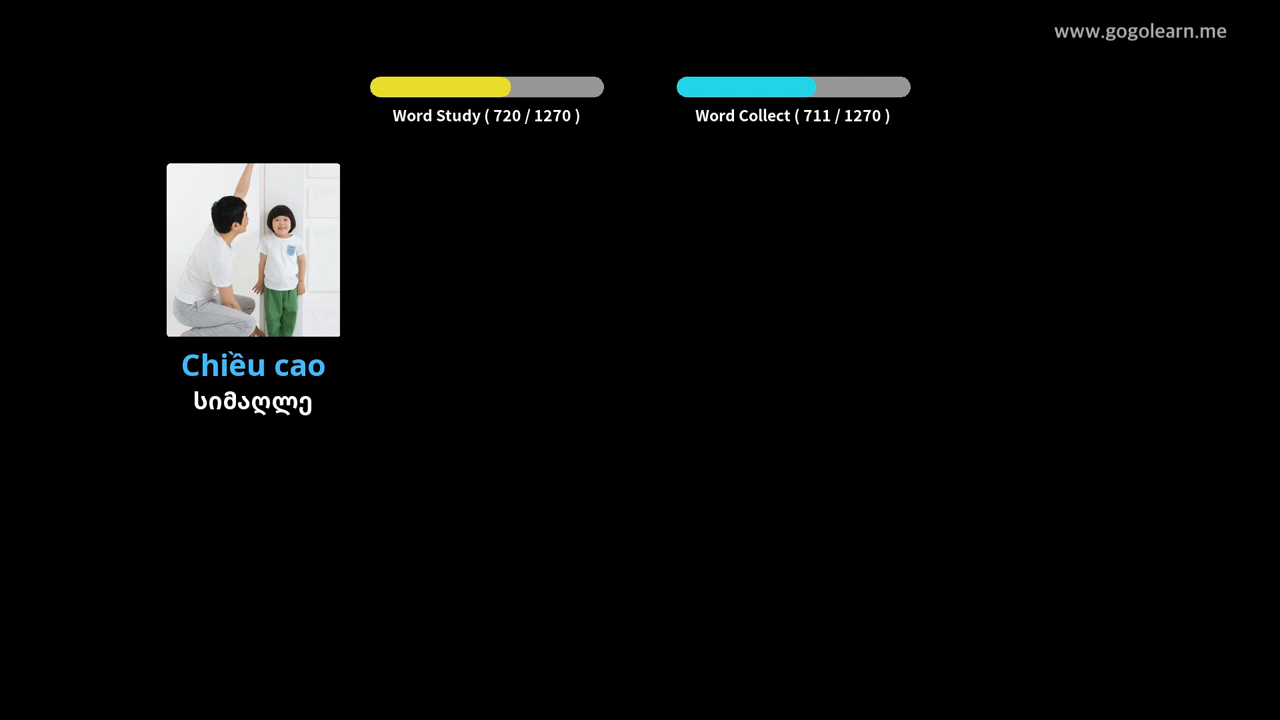 www.gogolearn.me
Word Study ( 720 / 1270 )
Word Collect ( 711 / 1270 )
Chiều cao
სიმაღლე